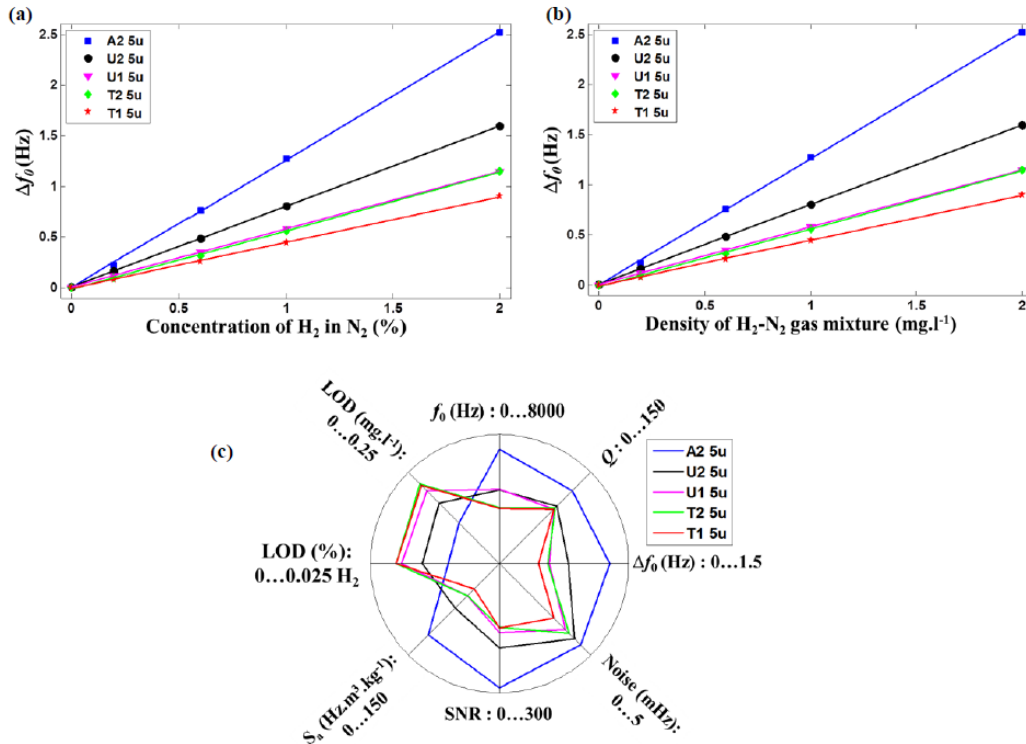 (a)
2.5
2
1.5
1
0.5
0
Δf₀(Hz)
A2 5u
U2 5u
U1 5u
T2 5u
T1 5u
0 0.5 1 1.5 2
Concentration of H₂ in N₂ (%)
(b)
2.5
2
1.5
1
0.5
0
Δf₀(Hz)
A2 5u
U2 5u
U1 5u
T2 5u
T1 5u
0 0.5 1 1.5 2
Density of H₂-N₂ gas mixture (mg.l⁻¹)
(c)
f₀ (Hz) : 0...8000
Q : 0...150
Δf₀ (Hz) : 0...1.5
Noise (mHz):
0...5
SNR : 0...300
Sₐ (Hz.m³.kg⁻¹):
0...150
LOD (%):
0...0.025 H₂
LOD (mg.l⁻¹):
0...0.25
A2 5u
U2 5u
U1 5u
T2 5u
T1 5u